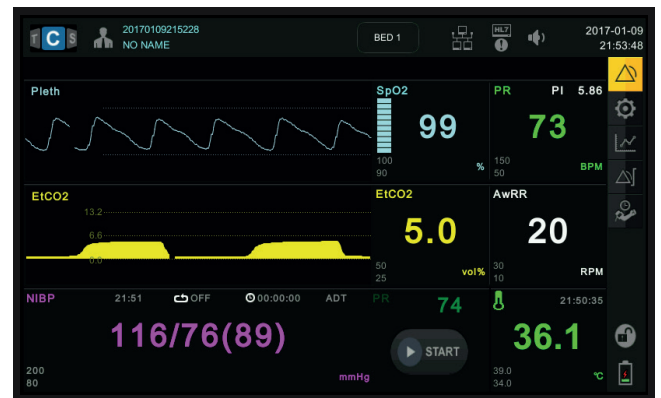 T C S
20170109215228
NO NAME
BED 1
HL7
2017-01-09
21:53:48
Pleth
SpO2
99
100
90
%
PR
PI 5.86
73
150
50
BPM
EtCO2
13.2
6.6
0.0
EtCO2
5.0
50
25
vol%
AwRR
20
30
10
RPM
NIBP
21:51
OFF
00:00:00
ADT
116/76(89)
200
80
mmHg
PR
74
START
21:50:35
36.1
39.0
34.0
°C